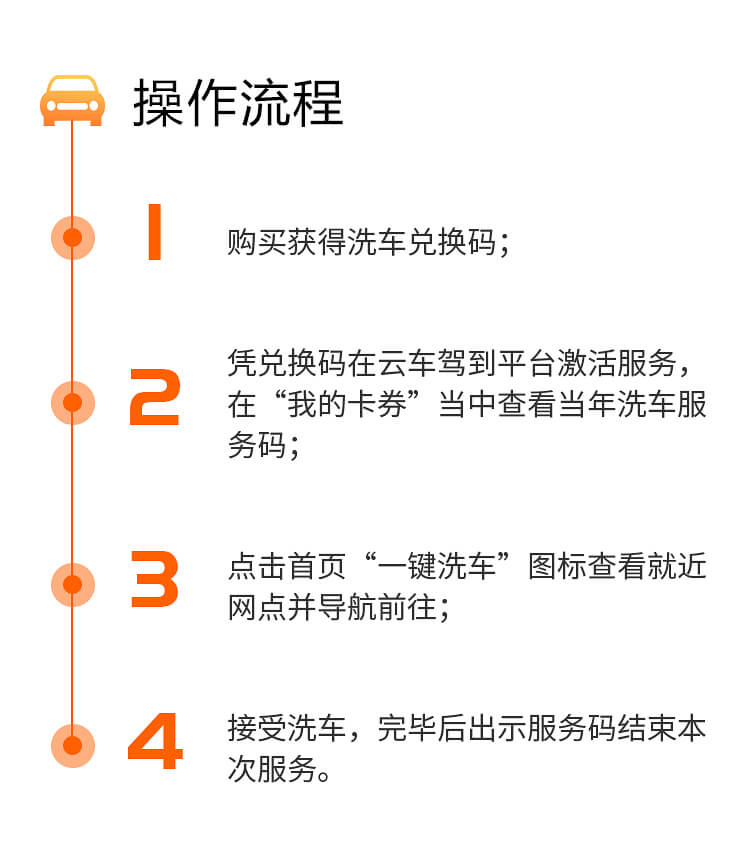 操作流程
1
购买获得洗车兑换码；
2
凭兑换码在云车驾到平台激活服务，
在“我的卡券”当中查看当年洗车服
务码；
3
点击首页“一键洗车”图标查看就近
网点并导航前往；
4
接受洗车，完毕后出示服务码结束本
次服务。